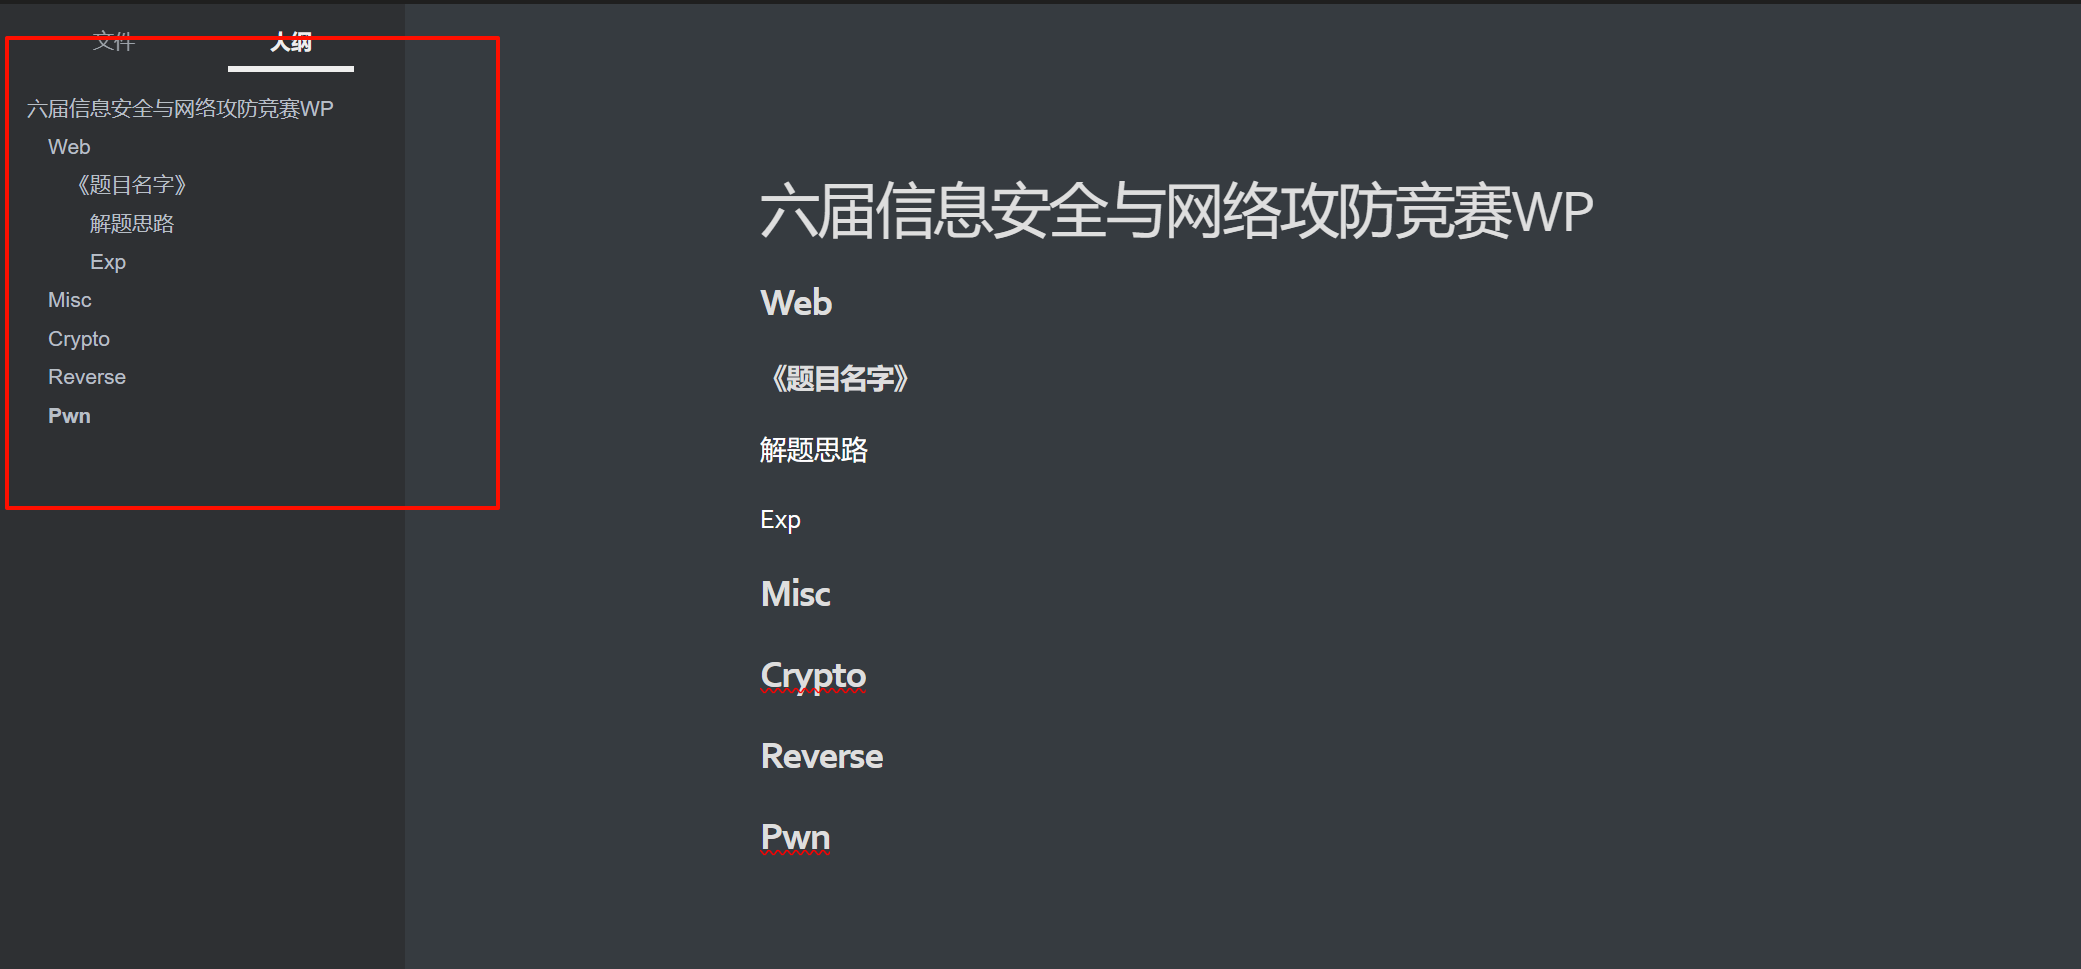 文件
大纲
六届信息安全与网络攻防竞赛WP
Web
《题目名字》
解题思路
Exp
Misc
Crypto
Reverse
Pwn
六届信息安全与网络攻防竞赛WP
Web
《题目名字》
解题思路
Exp
Misc
Crypto
Reverse
Pwn